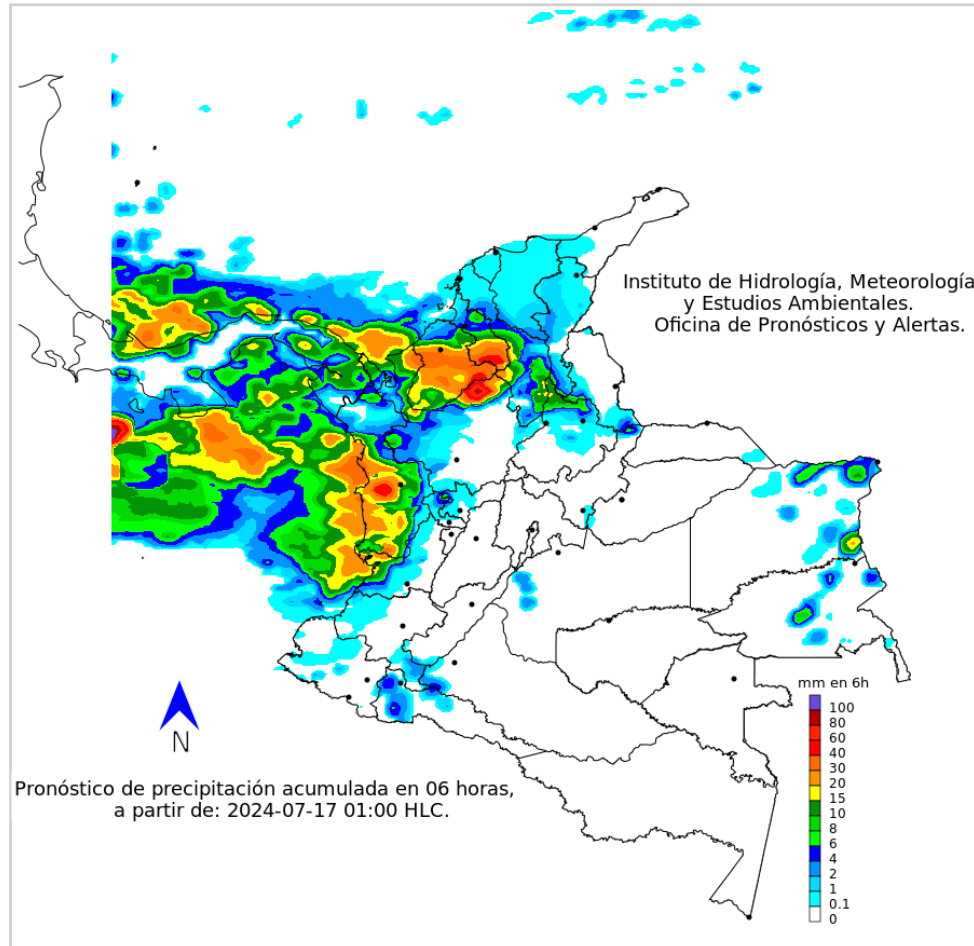 Instituto de Hidrología, Meteorología
y Estudios Ambientales.
Oficina de Pronósticos y Alertas.
mm en 6h
100
80
60
40
30
20
15
10
8
6
4
2
1
0.1
0
N
Pronóstico de precipitación acumulada en 06 horas,
a partir de: 2024-07-17 01:00 HLC.